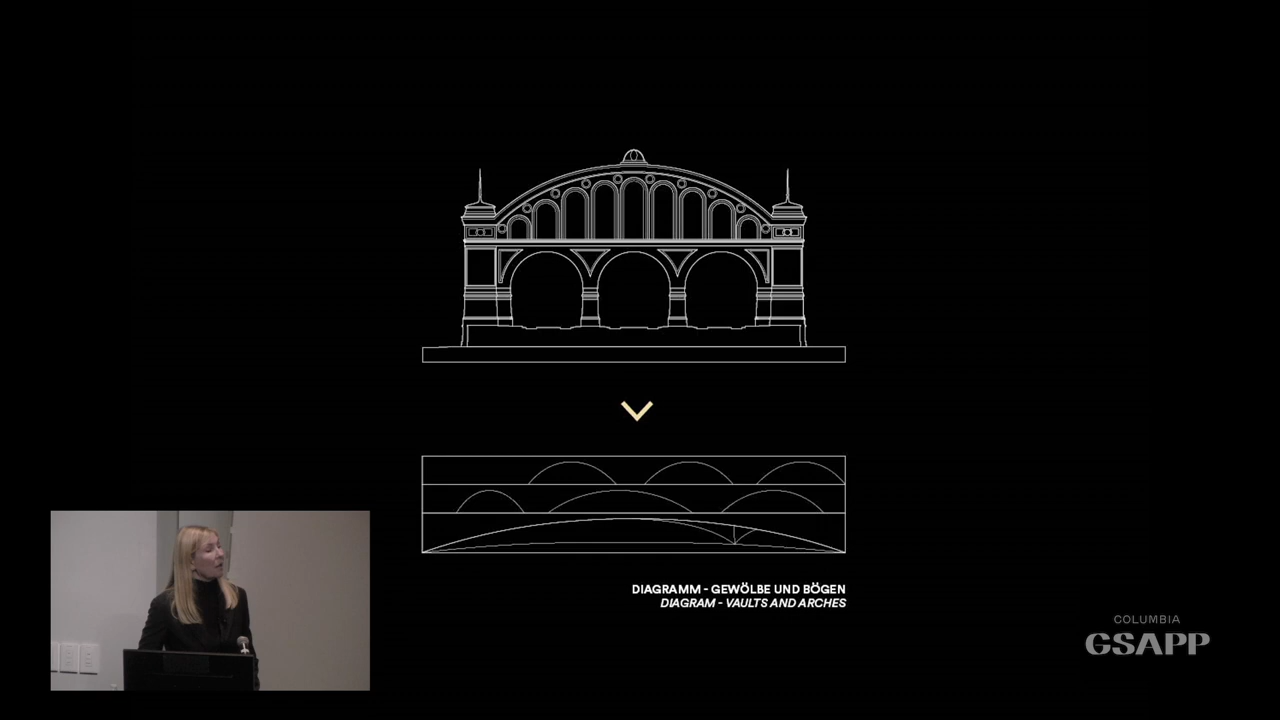 DIAGRAMM - GEWÖLBE UND BÖGEN
DIAGRAM - VAULTS AND ARCHES
COLUMBIA
GSAPP